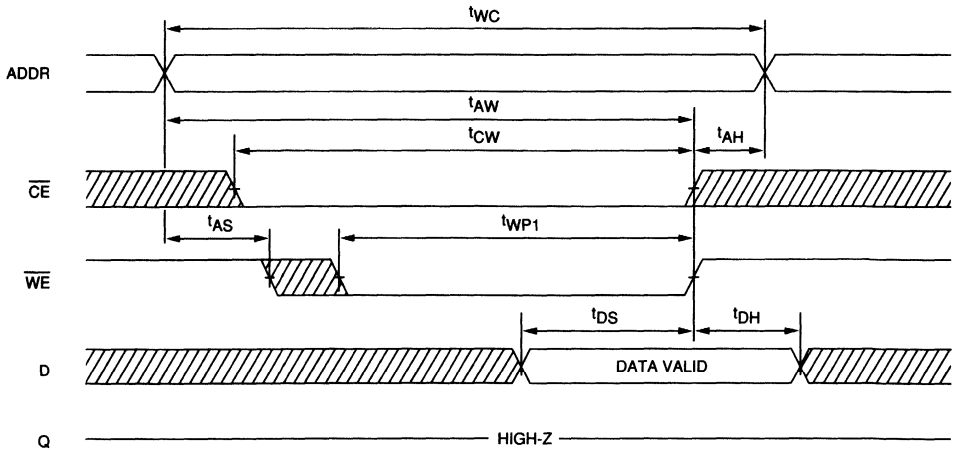 tWC
ADDR
tAW
tCW
tAH
CE
tAS
tWP1
WE
tDS
tDH
D
DATA VALID
Q
HIGH-Z